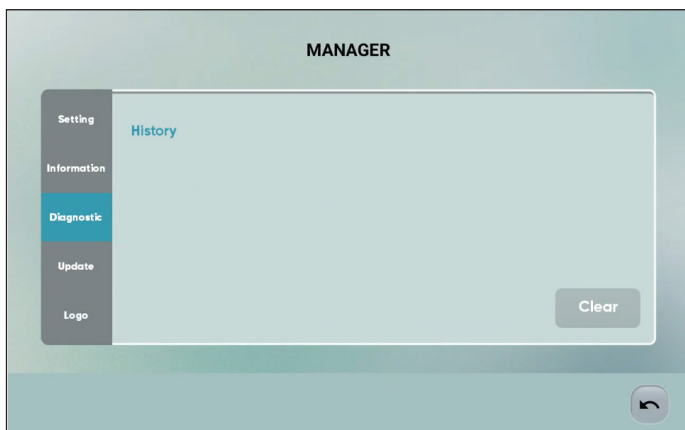 MANAGER
Setting
History
Information
Diagnostic
Update
Logo
Clear